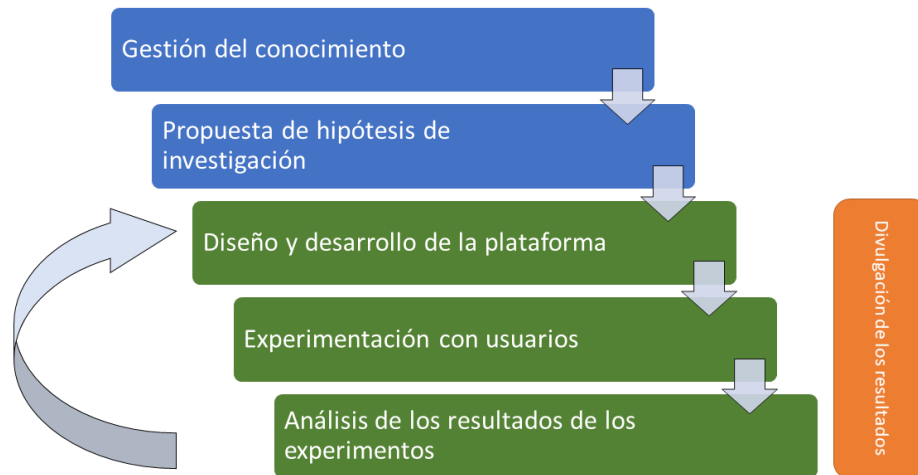 Gestión del conocimiento
Propuesta de hipótesis de
investigación
Diseño y desarrollo de la plataforma
Experimentación con usuarios
Análisis de los resultados de los
experimentos
Divulgación de los resultados